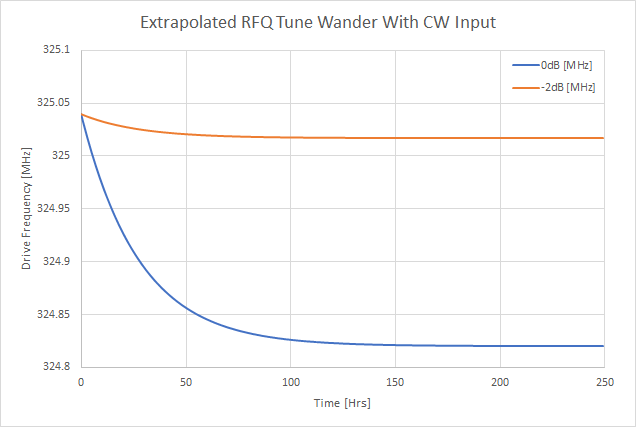 Extrapolated RFQ Tune Wander With CW Input
325.1
0dB [MHz]
-2dB [MHz]
325.05
325
324.95
324.9
324.85
324.8
Drive Frequency [MHz]
0 50 100 150 200 250
Time [Hrs]